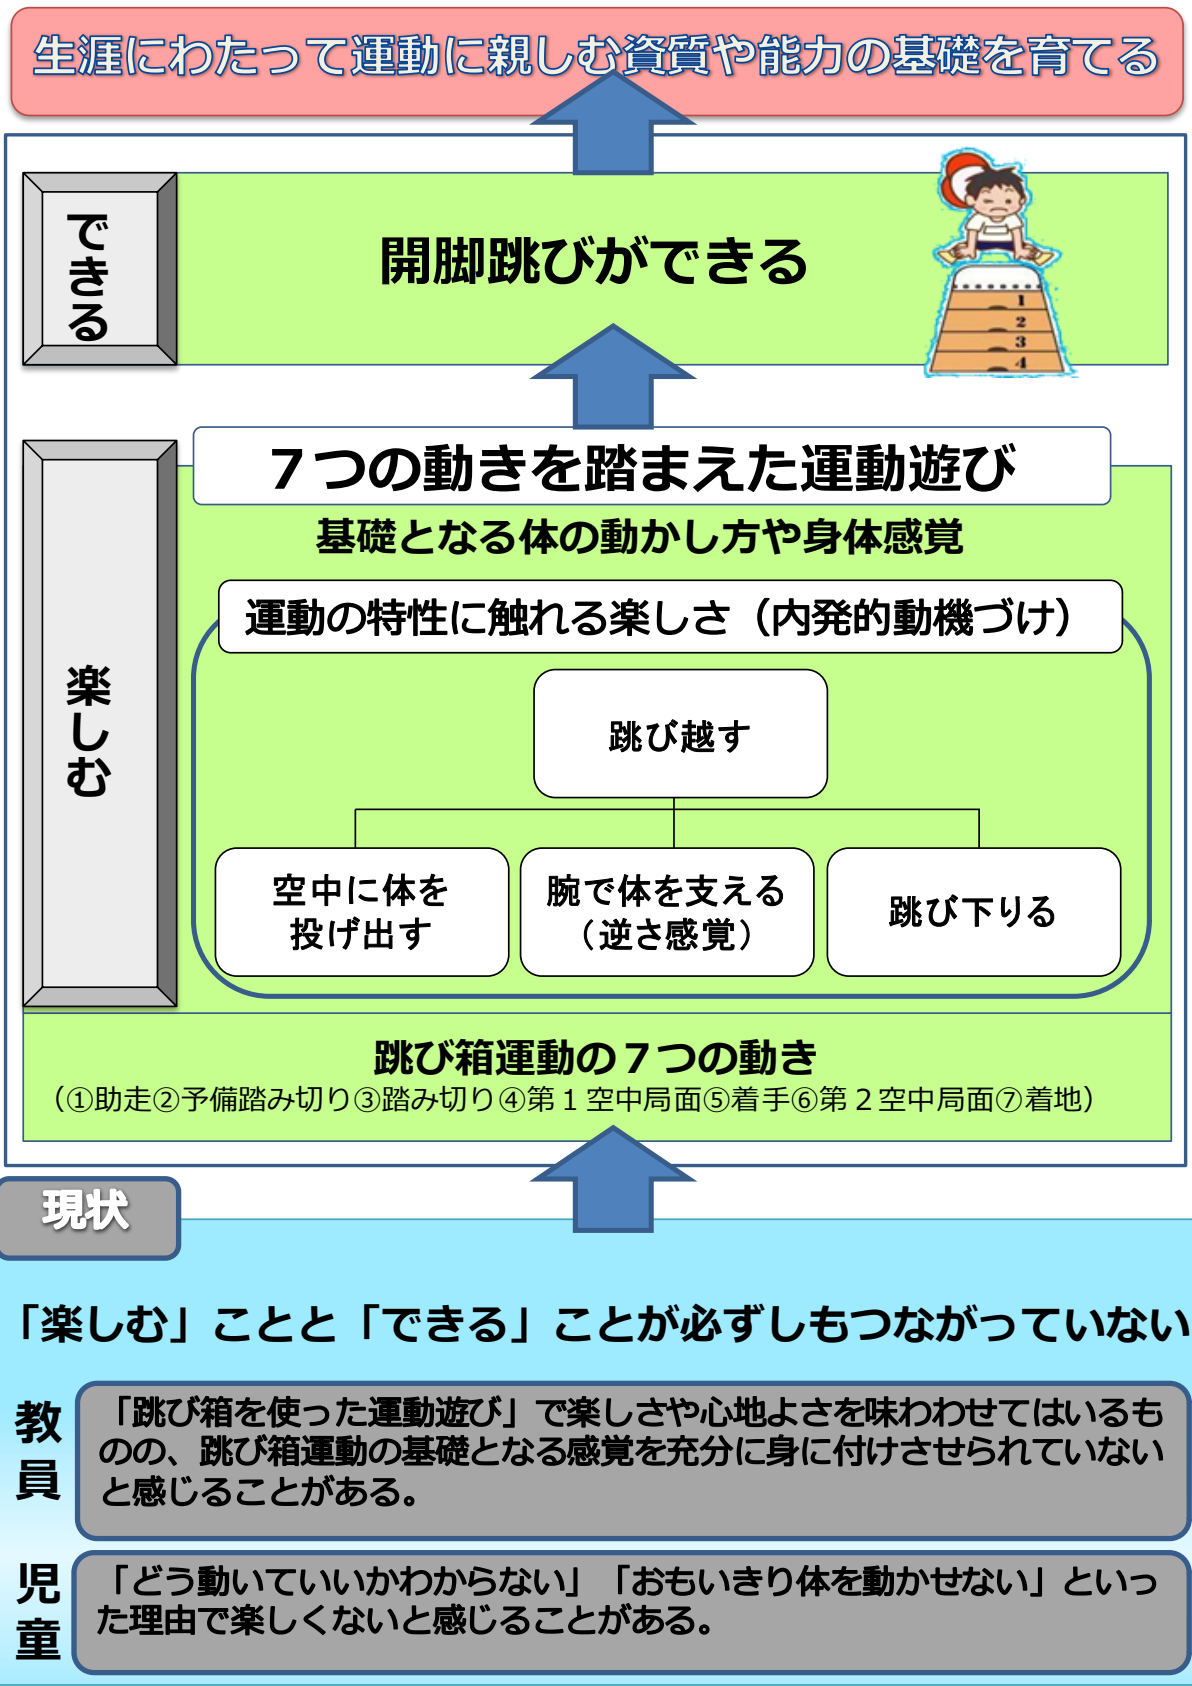 生涯にわたって運動に親しむ資質や能力の基礎を育てる
できる
開脚跳びができる
1
2
3
4
楽しむ
７つの動きを踏まえた運動遊び
基礎となる体の動かし方や身体感覚
運動の特性に触れる楽しさ（内発的動機づけ）
跳び越す
空中に体を
投げ出す
腕で体を支える
（逆さ感覚）
跳び下りる
跳び箱運動の７つの動き
（①助走②予備踏み切り③踏み切り④第１空中局面⑤着手⑥第２空中局面⑦着地）
現状
「楽しむ」ことと「できる」ことが必ずしもつながっていない
教員
「跳び箱を使った運動遊び」で楽しさや心地よさを味わわせてはいるも
のの、跳び箱運動の基礎となる感覚を充分に身に付けさせられていない
と感じることがある。
児童
「どう動いていいかわからない」「おもいきり体を動かせない」といっ
た理由で楽しくないと感じることがある。